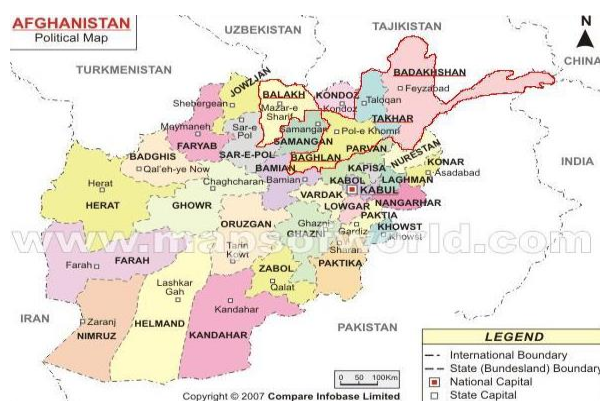 AFGHANISTAN
Political Map
UZBEKISTAN
TAJIKISTAN
N
CHINA
TURKMENISTAN
JOWZJAN
Shebergean
BALAKH
Mazar-e
Sharif
KONDOZ
Kondoz
BADAKHSHAN
Feyzabad
Taloqan
TAKHAR
Maymaneh
FARYAB
Sar-e
Pol
SAR-E-POL
Samangan
SAMANGAN
Pol-e Khomri
BAGHLAN
PARVAN
NURESTAN
KONAR
Asadabad
INDIA
BADGHIS
Qal'eh-ye Now
Chaghcharan
BAMIAN
Bamian
KAPISA
LAGHMAN
KABOL
KABUL
NANGARHAR
Herat
HERAT
GHOWR
VARDAK
LOWGAR
PAKTIA
Gardiz
KHOWST
Khowst
ORUZGAN
Tarin
Kowt
Ghazni
GHAZNI
Sharan
PAKTIKA
www.mapsofworld.com
Farah
FARAH
Lashkar
Gah
ZABOL
Qalat
Kandahar
KANDAHAR
IRAN
Zaranj
NIMRUZ
HELMAND
PAKISTAN
0 50 100Km
LEGEND
International Boundary
State (Bundesland) Boundary
National Capital
State Capital
Copyright © 2007 Compare Infobase Limited